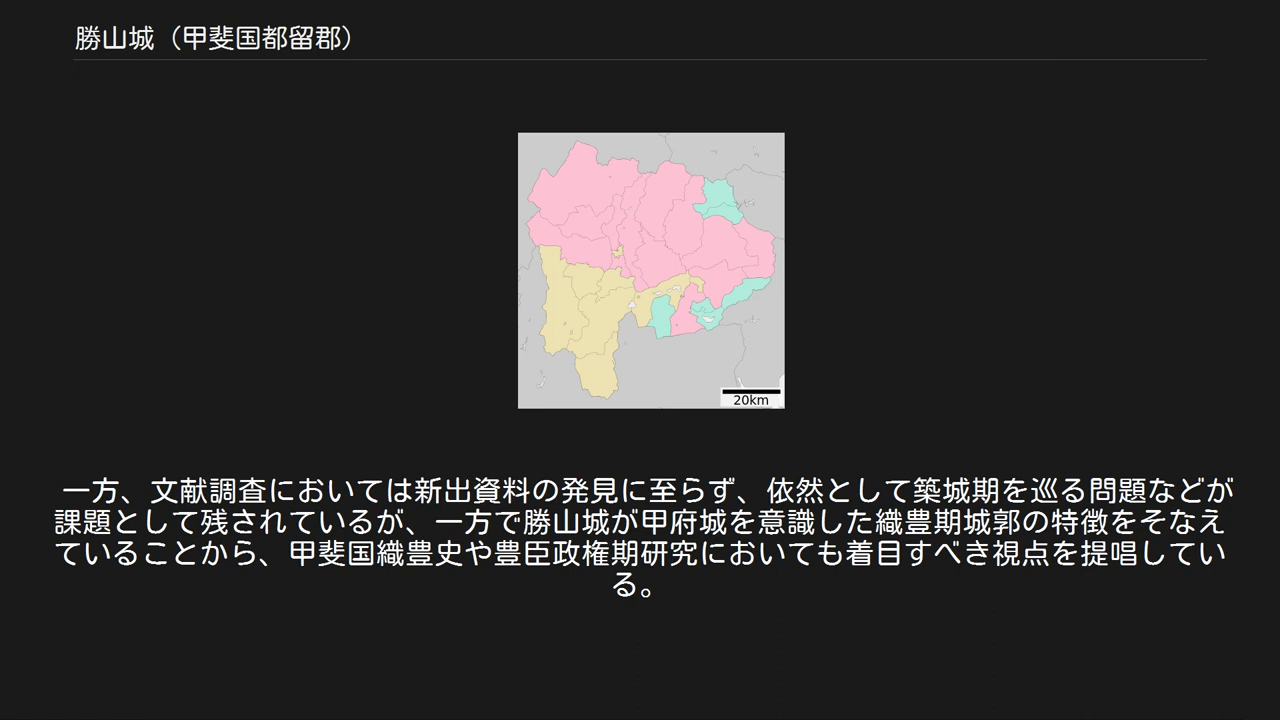 勝山城（甲斐国都留郡）
20km
一方、文献調査においては新出資料の発見に至らず、依然として築城期を巡る問題などが
課題として残されているが、一方で勝山城が甲府城を意識した織豊期城郭の特徴をそなえ
ていることから、甲斐国織豊史や豊臣政権期研究においても着目すべき視点を提唱してい
る。